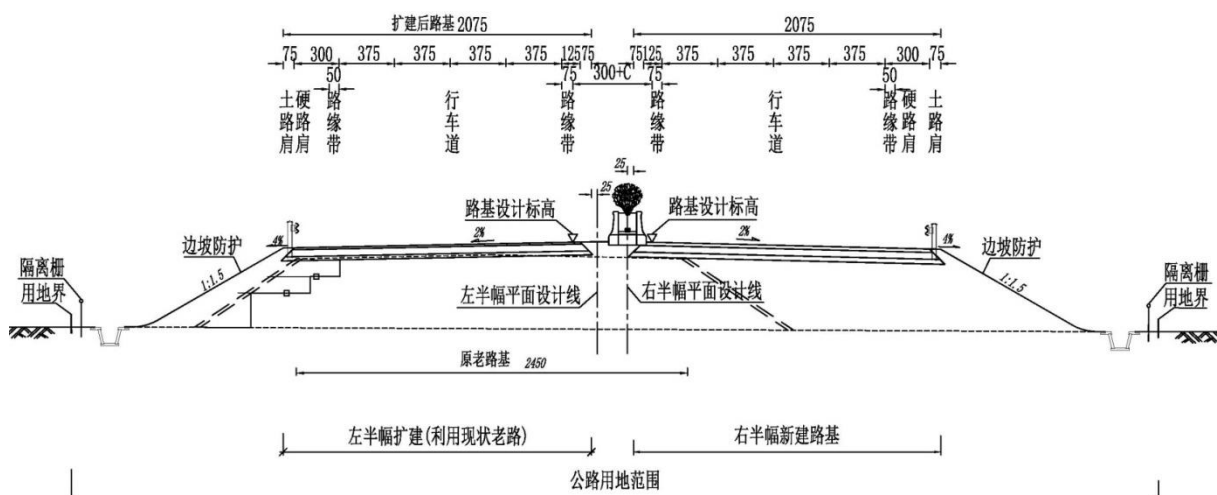 扩建后路基2075
2075
75 300 375 375 375 375 125 75 75 125 375 375 375 375 300 75
50 75 300+C 75 50
土路肩
硬路肩
路缘带
行车道
路缘带
路缘带
行车道
路缘带
硬路肩
土路肩
25
25
路基设计标高
路基设计标高
4%
2%
2%
4%
边坡防护
边坡防护
1:1.5
1:1.5
隔离栅
用地界
隔离栅
用地界
左半幅平面设计线
右半幅平面设计线
原老路基 2450
左半幅扩建(利用现状老路)
右半幅新建路基
公路用地范围